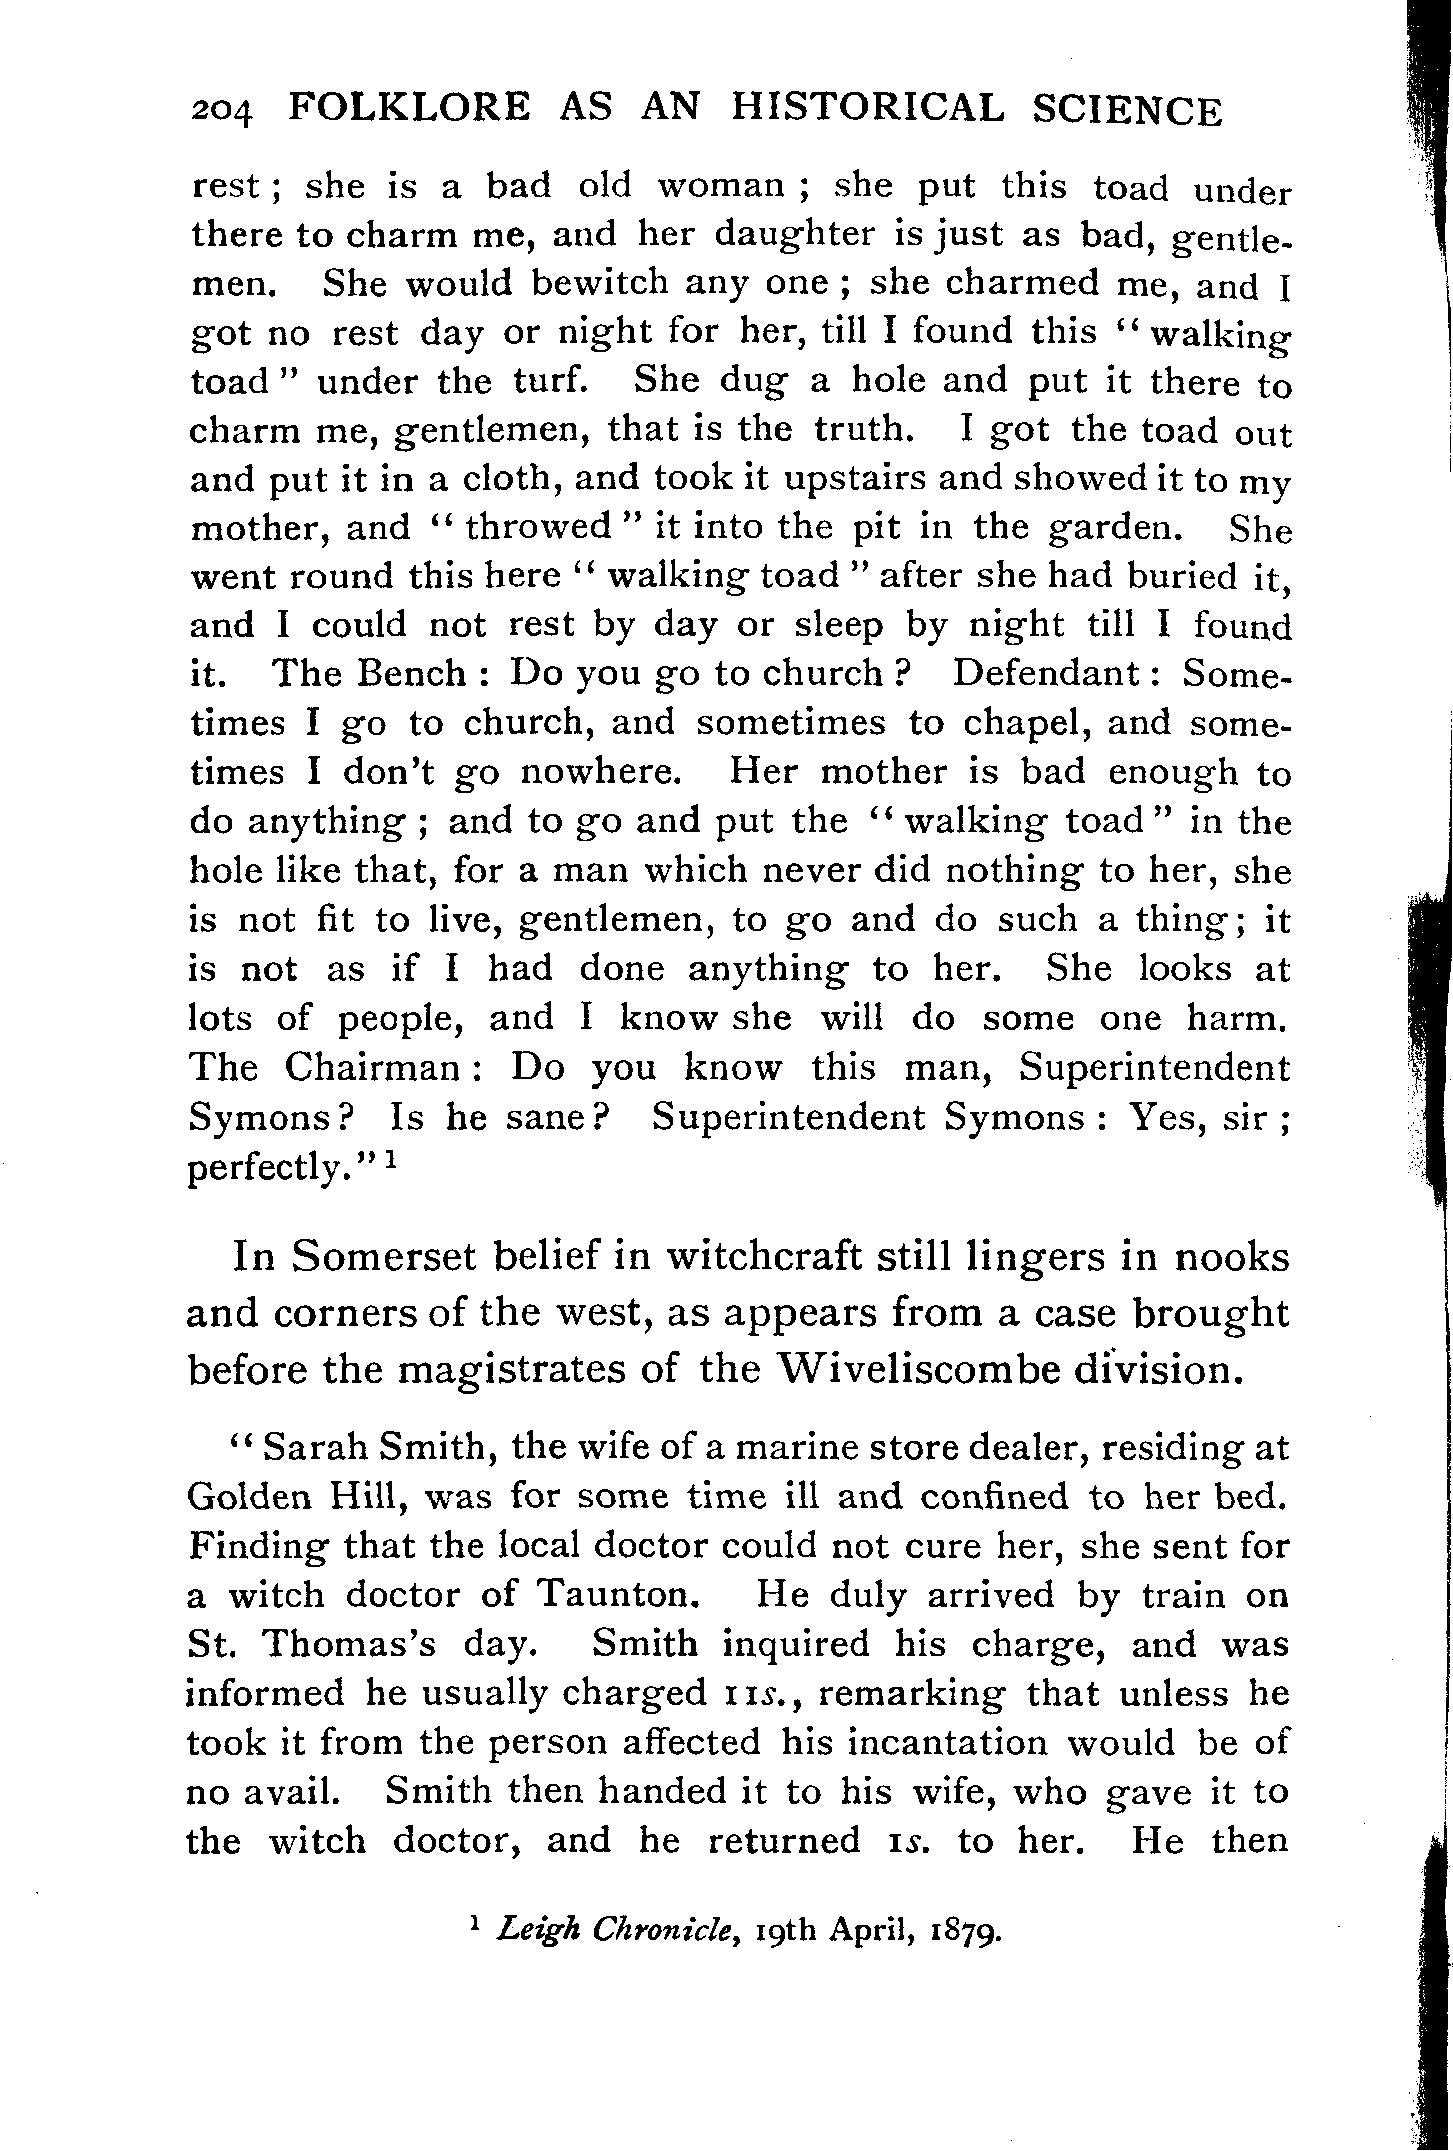 204 FOLKLORE AS AN HISTORICAL SCIENCE
rest ; she is a bad old woman ; she put this toad under
there to charm me, and her daughter is just as bad, gentle-
men. She would bewitch any one ; she charmed me, and I
got no rest day or night for her, till I found this “ walking
toad ” under the turf. She dug a hole and put it there to
charm me, gentlemen, that is the truth. I got the toad out
and put it in a cloth, and took it upstairs and showed it to my
mother, and “ throwed ” it into the pit in the garden. She
went round this here “ walking toad ” after she had buried it,
and I could not rest by day or sleep by night till I found
it. The Bench : Do you go to church ? Defendant : Some-
times I go to church, and sometimes to chapel, and some-
times I don't go nowhere. Her mother is bad enough to
do anything ; and to go and put the “ walking toad ” in the
hole like that, for a man which never did nothing to her, she
is not fit to live, gentlemen, to go and do such a thing ; it
is not as if I had done anything to her. She looks at
lots of people, and I know she will do some one harm.
The Chairman : Do you know this man, Superintendent
Symons ? Is he sane ? Superintendent Symons : Yes, sir ;
perfectly.” ¹
In Somerset belief in witchcraft still lingers in nooks
and corners of the west, as appears from a case brought
before the magistrates of the Wiveliscombe division.
“ Sarah Smith, the wife of a marine store dealer, residing at
Golden Hill, was for some time ill and confined to her bed.
Finding that the local doctor could not cure her, she sent for
a witch doctor of Taunton. He duly arrived by train on
St. Thomas's day. Smith inquired his charge, and was
informed he usually charged 11s., remarking that unless he
took it from the person affected his incantation would be of
no avail. Smith then handed it to his wife, who gave it to
the witch doctor, and he returned 1s. to her. He then
¹ Leigh Chronicle, 19th April, 1879.